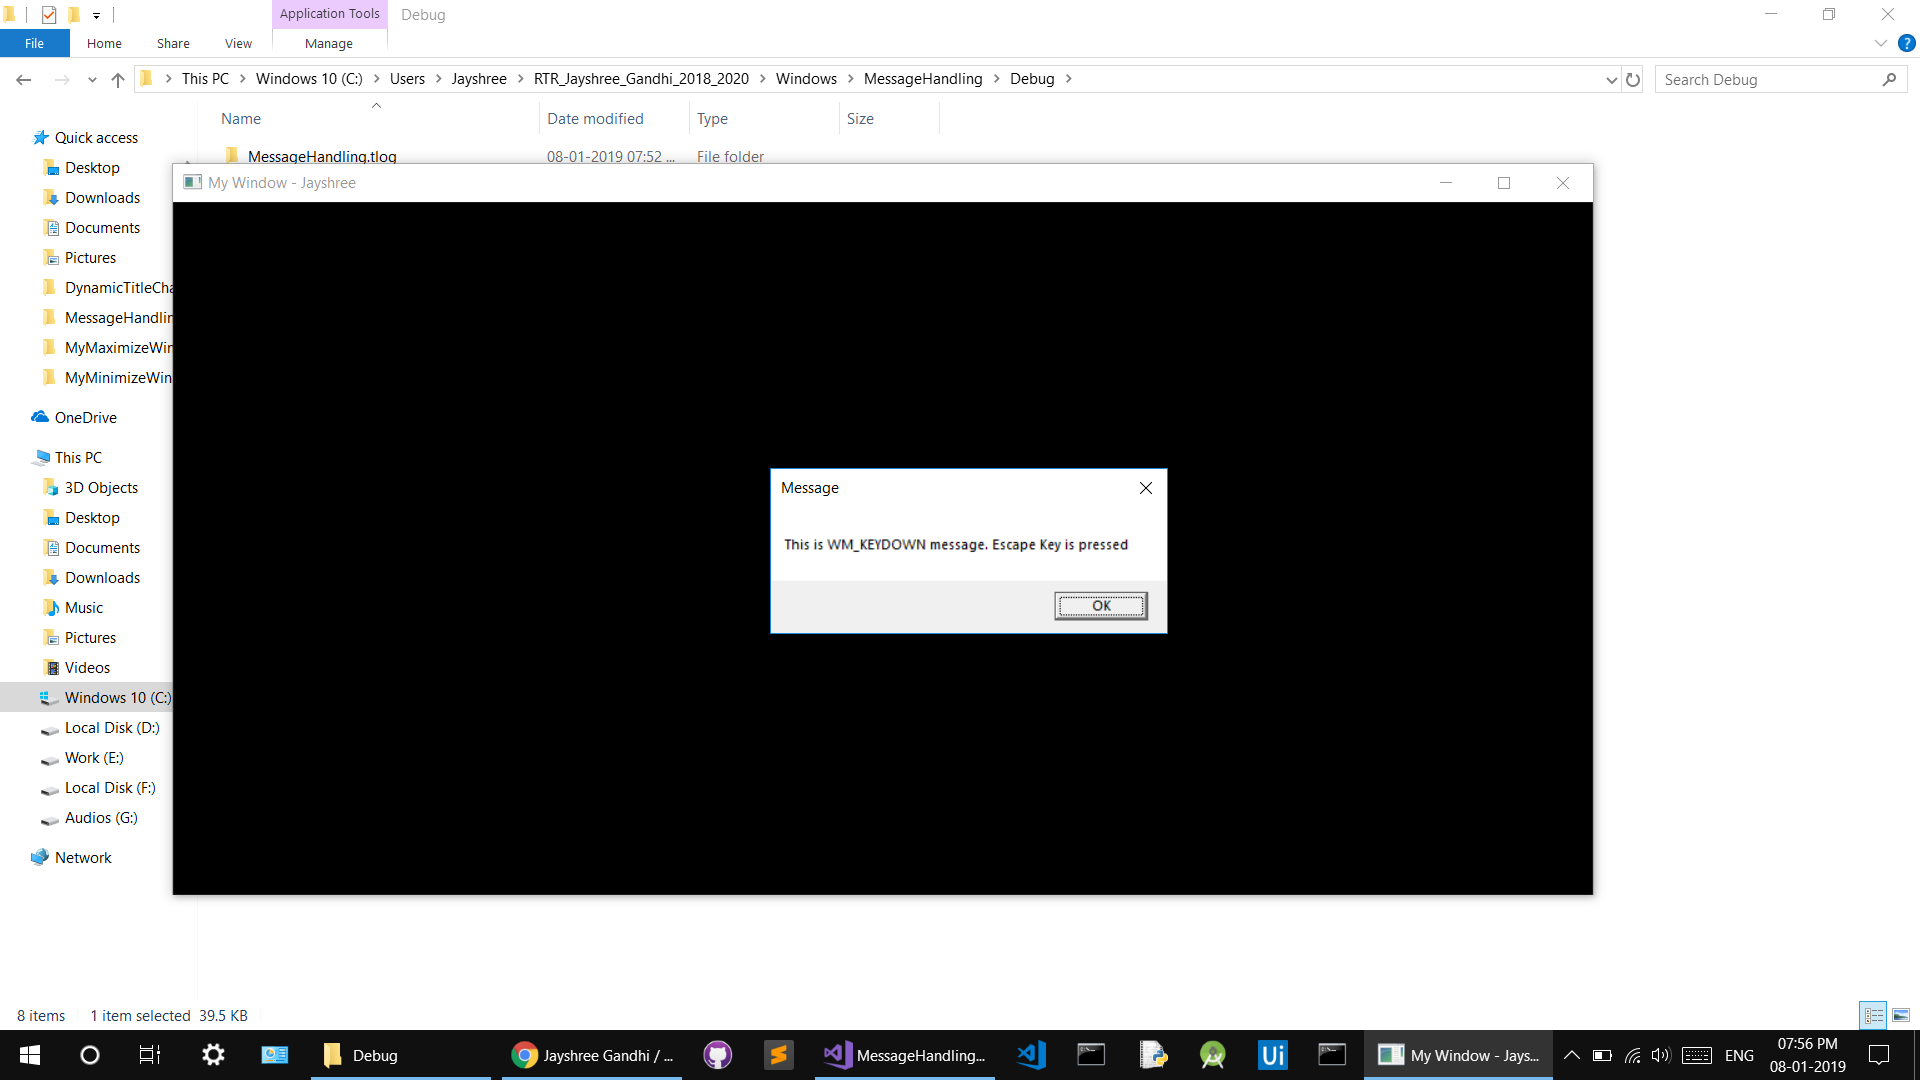 Application Tools
Debug
File
Home
Share
View
Manage
This PC
Windows 10 (C:)
Users
Jayshree
RTR_Jayshree_Gandhi_2018_2020
Windows
MessageHandling
Debug
Search Debug
Name
Date modified
Type
Size
MessageHandling.tlog
08-01-2019 07:52 ...
File folder
Quick access
Desktop
Downloads
Documents
Pictures
DynamicTitleCha
MessageHandlin
MyMaximizeWin
MyMinimizeWin
OneDrive
This PC
3D Objects
Desktop
Documents
Downloads
Music
Pictures
Videos
Windows 10 (C:)
Local Disk (D:)
Work (E:)
Local Disk (F:)
Audios (G:)
Network
My Window - Jayshree
Message
This is WM_KEYDOWN message. Escape Key is pressed
OK
8 items
1 item selected 39.5 KB
Debug
Jayshree Gandhi / ...
MessageHandling...
Ui
My Window - Jays...
ENG
07:56 PM
08-01-2019